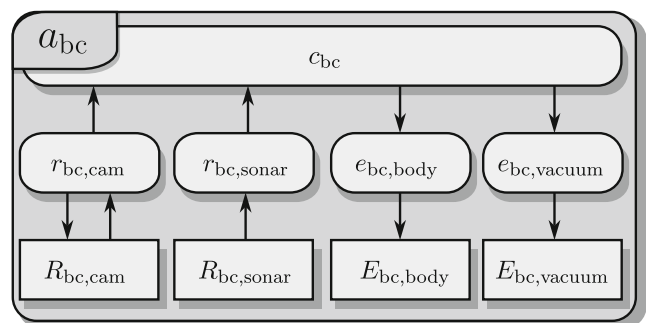 a_bc
c_bc
r_bc,cam r_bc,sonar e_bc,body e_bc,vacuum
R_bc,cam R_bc,sonar E_bc,body E_bc,vacuum